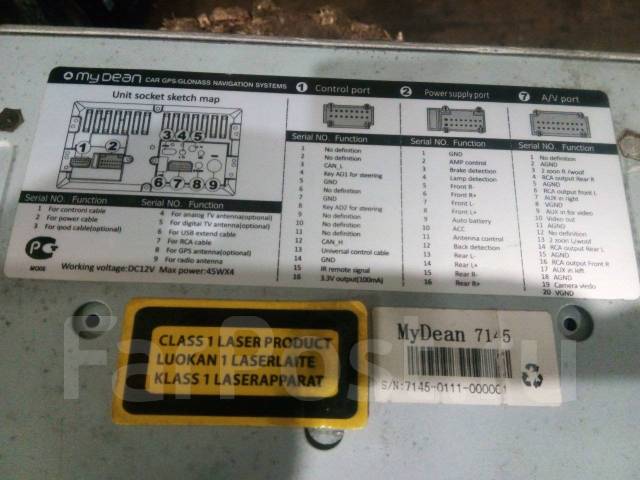 my Dean CAR GPS/GLONASS NAVIGATION SYSTEMS
Unit socket sketch map
1 2 3 4 5 6 7 8 9
Serial NO. Function
1 For controni cable
2 For power cable
3 For ipod cable(optional)
Serial NO. Function
4 For analog TV antenna(optional)
5 For digital TV antenna(optional)
6 For USB extend cable
7 For RCA cable
8 For GPS antenna(optional)
9 For radio antenna
Working voltage:DC12V Max power:45WX4
1 Control port
Serial NO. Function
1 No definition
2 No definition
3 CAN_L
4 Key AD1 for steering
5 GND
6 No definition
7 GND
8 Key AD2 for steering
9 No definition
10 No definition
11 No definition
12 CAN_H
13 Universal control cable
14 GND
15 IR remote signal
16 3.3V output(100mA)
2 Power supply port
Serial NO. Function
1 GND
2 AMP control
3 Brake detection
4 Lamp detection
5 Front R-
6 Front R+
7 Front L-
8 Front L+
9 Auto battery
10 ACC
11 Antenna control
12 Back detection
13 Rear L-
14 Rear L+
15 Rear R-
16 Rear R+
7 A/V port
Serial NO. Function
1 No definition
2 AGND
3 2 zoon R /woof
4 RCA output Rear R
5 AGND
6 RCA output front L
7 AUX in right
8 VGND
9 AUX in for video
10 Video out
11 AGND
12 No definition
13 2 zoon L/woof
14 RCA output Rear L
15 AGND
16 RCA output Front R
17 AUX in left
18 AGND
19 Camera viedo
20 VGND
CLASS 1 LASER PRODUCT
LUOKAN 1 LASERLAITE
KLASS 1 LASERAPPARAT
MyDean 7145
S/N:7145-0111-000001